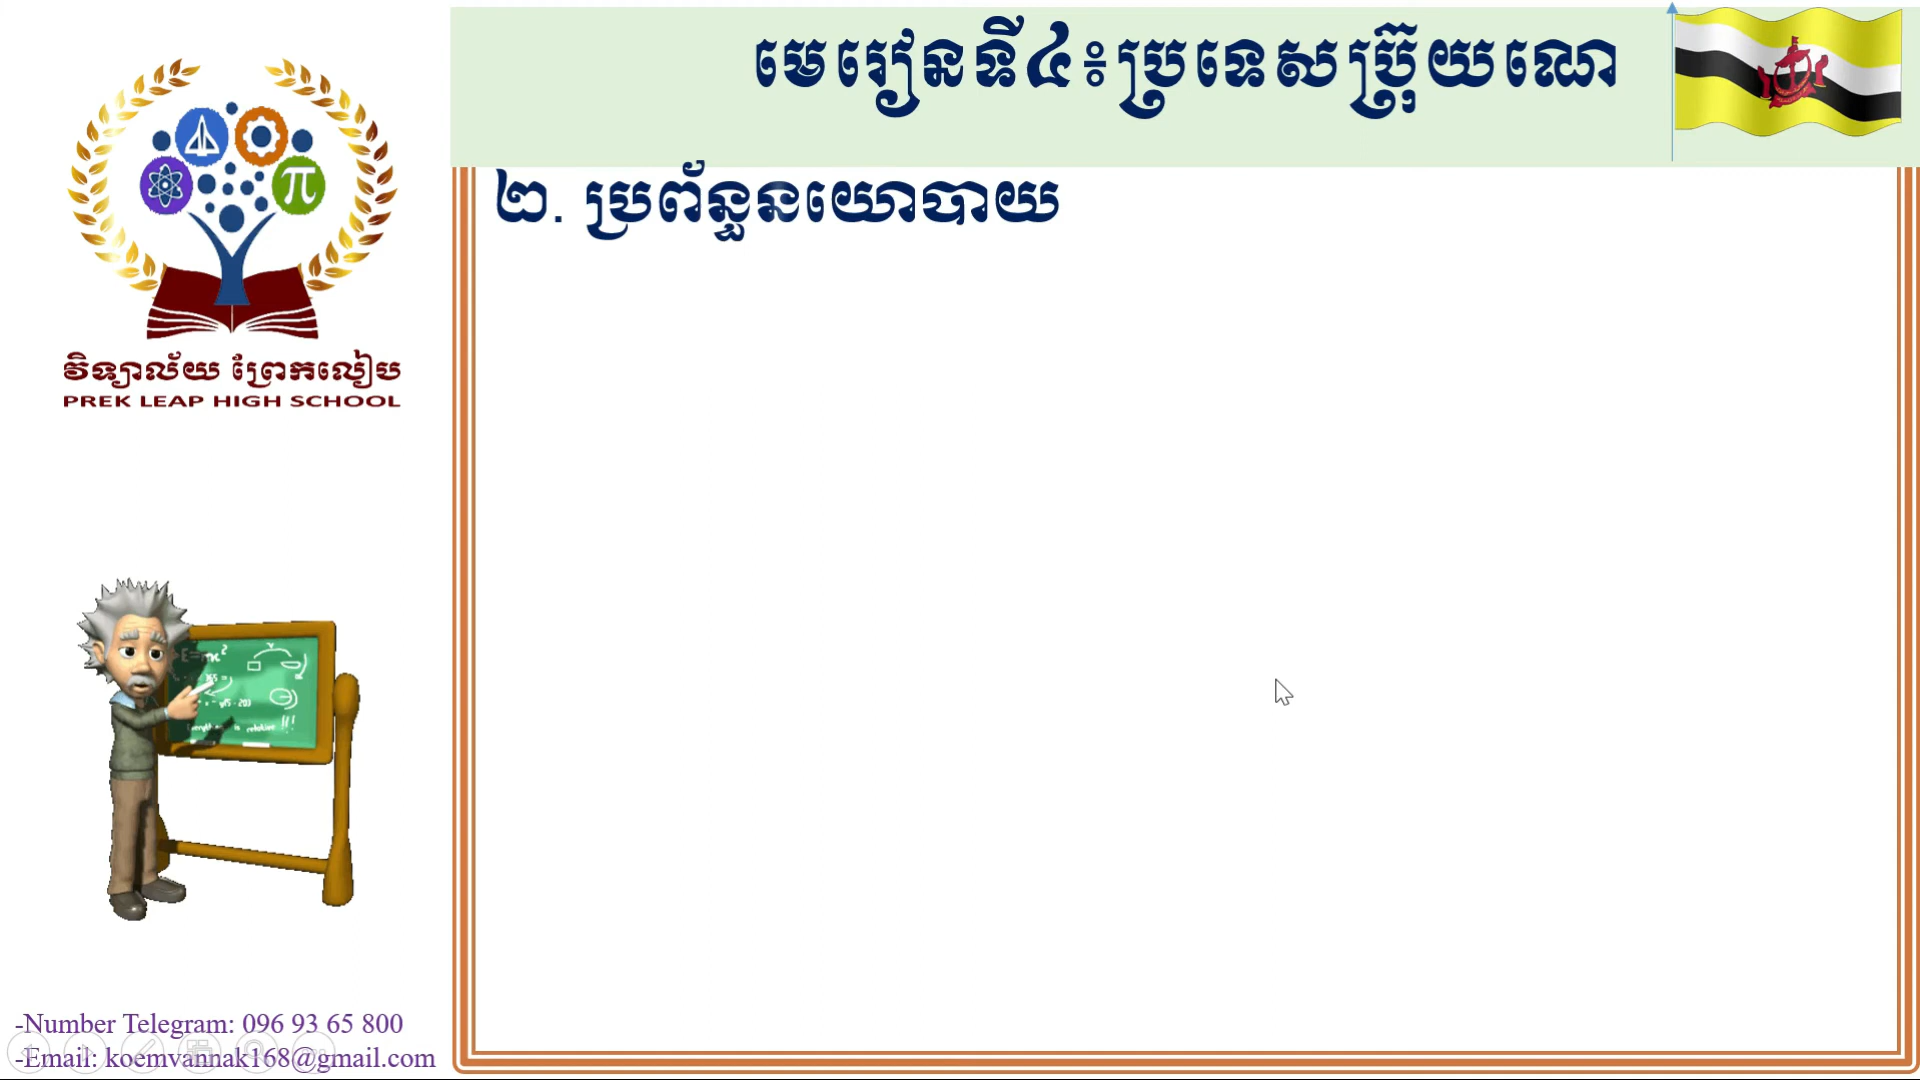 មេរៀនទី៤៖ប្រទេសប្រ៊ុយណេ
២. ប្រព័ន្ធនយោបាយ
វិទ្យាល័យ ព្រែកលៀប
PREK LEAP HIGH SCHOOL
E=mc²
-Number Telegram: 096 93 65 800
-Email: koemvannak168@gmail.com